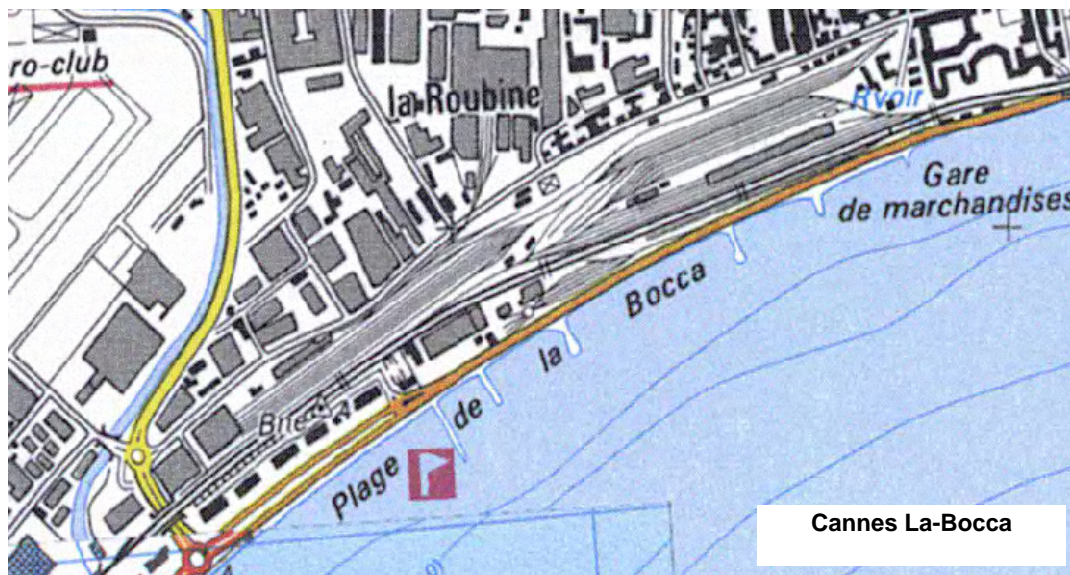 ro-club
la Roubine
Rvoir
Gare
de marchandises
Plage de la Bocca
Cannes La-Bocca